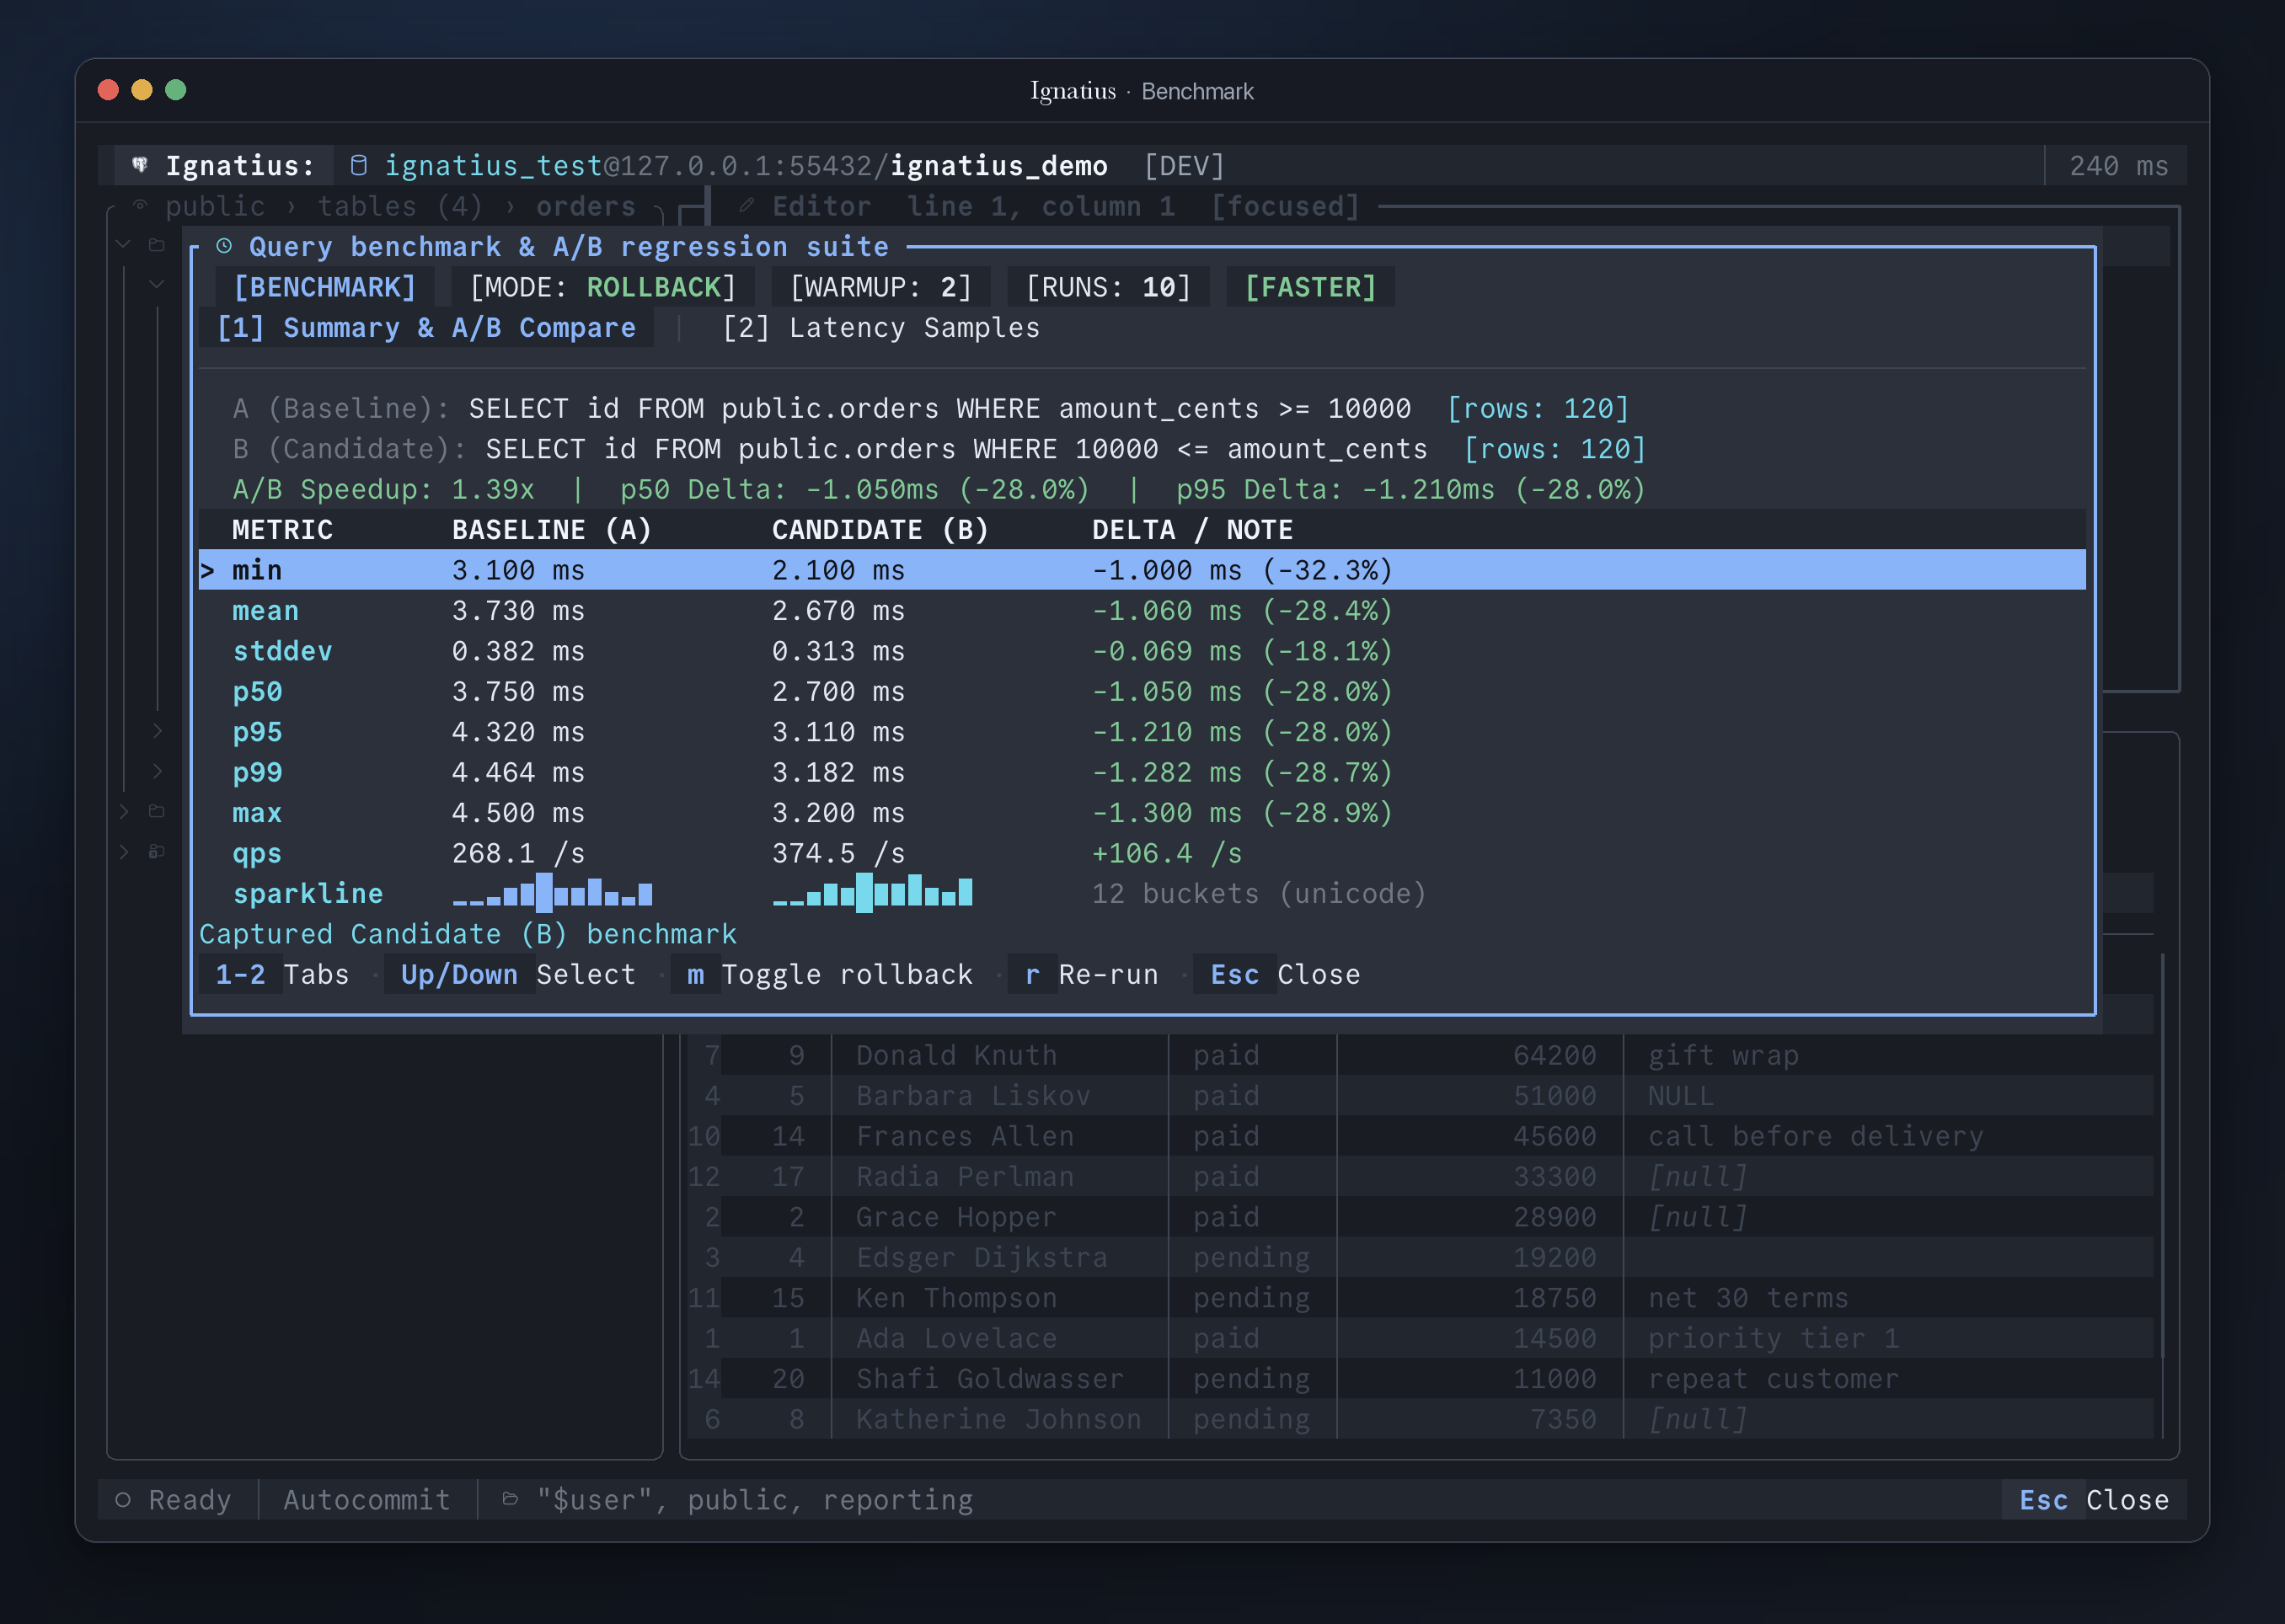 Ignatius · Benchmark
Ignatius: ignatius_test@127.0.0.1:55432/ignatius_demo [DEV] 240 ms
public › tables (4) › orders
Editor line 1, column 1 [focused]
Query benchmark & A/B regression suite
[BENCHMARK] [MODE: ROLLBACK] [WARMUP: 2] [RUNS: 10] [FASTER]
[1] Summary & A/B Compare | [2] Latency Samples
A (Baseline): SELECT id FROM public.orders WHERE amount_cents >= 10000 [rows: 120]
B (Candidate): SELECT id FROM public.orders WHERE 10000 <= amount_cents [rows: 120]
A/B Speedup: 1.39x | p50 Delta: -1.050ms (-28.0%) | p95 Delta: -1.210ms (-28.0%)
METRIC BASELINE (A) CANDIDATE (B) DELTA / NOTE
> min 3.100 ms 2.100 ms -1.000 ms (-32.3%)
mean 3.730 ms 2.670 ms -1.060 ms (-28.4%)
stddev 0.382 ms 0.313 ms -0.069 ms (-18.1%)
p50 3.750 ms 2.700 ms -1.050 ms (-28.0%)
p95 4.320 ms 3.110 ms -1.210 ms (-28.0%)
p99 4.464 ms 3.182 ms -1.282 ms (-28.7%)
max 4.500 ms 3.200 ms -1.300 ms (-28.9%)
qps 268.1 /s 374.5 /s +106.4 /s
sparkline 12 buckets (unicode)
Captured Candidate (B) benchmark
1-2 Tabs · Up/Down Select · m Toggle rollback · r Re-run · Esc Close
7 9 Donald Knuth paid 64200 gift wrap
4 5 Barbara Liskov paid 51000 NULL
10 14 Frances Allen paid 45600 call before delivery
12 17 Radia Perlman paid 33300 [null]
2 2 Grace Hopper paid 28900 [null]
3 4 Edsger Dijkstra pending 19200
11 15 Ken Thompson pending 18750 net 30 terms
1 1 Ada Lovelace paid 14500 priority tier 1
14 20 Shafi Goldwasser pending 11000 repeat customer
6 8 Katherine Johnson pending 7350 [null]
Ready Autocommit "$user", public, reporting Esc Close